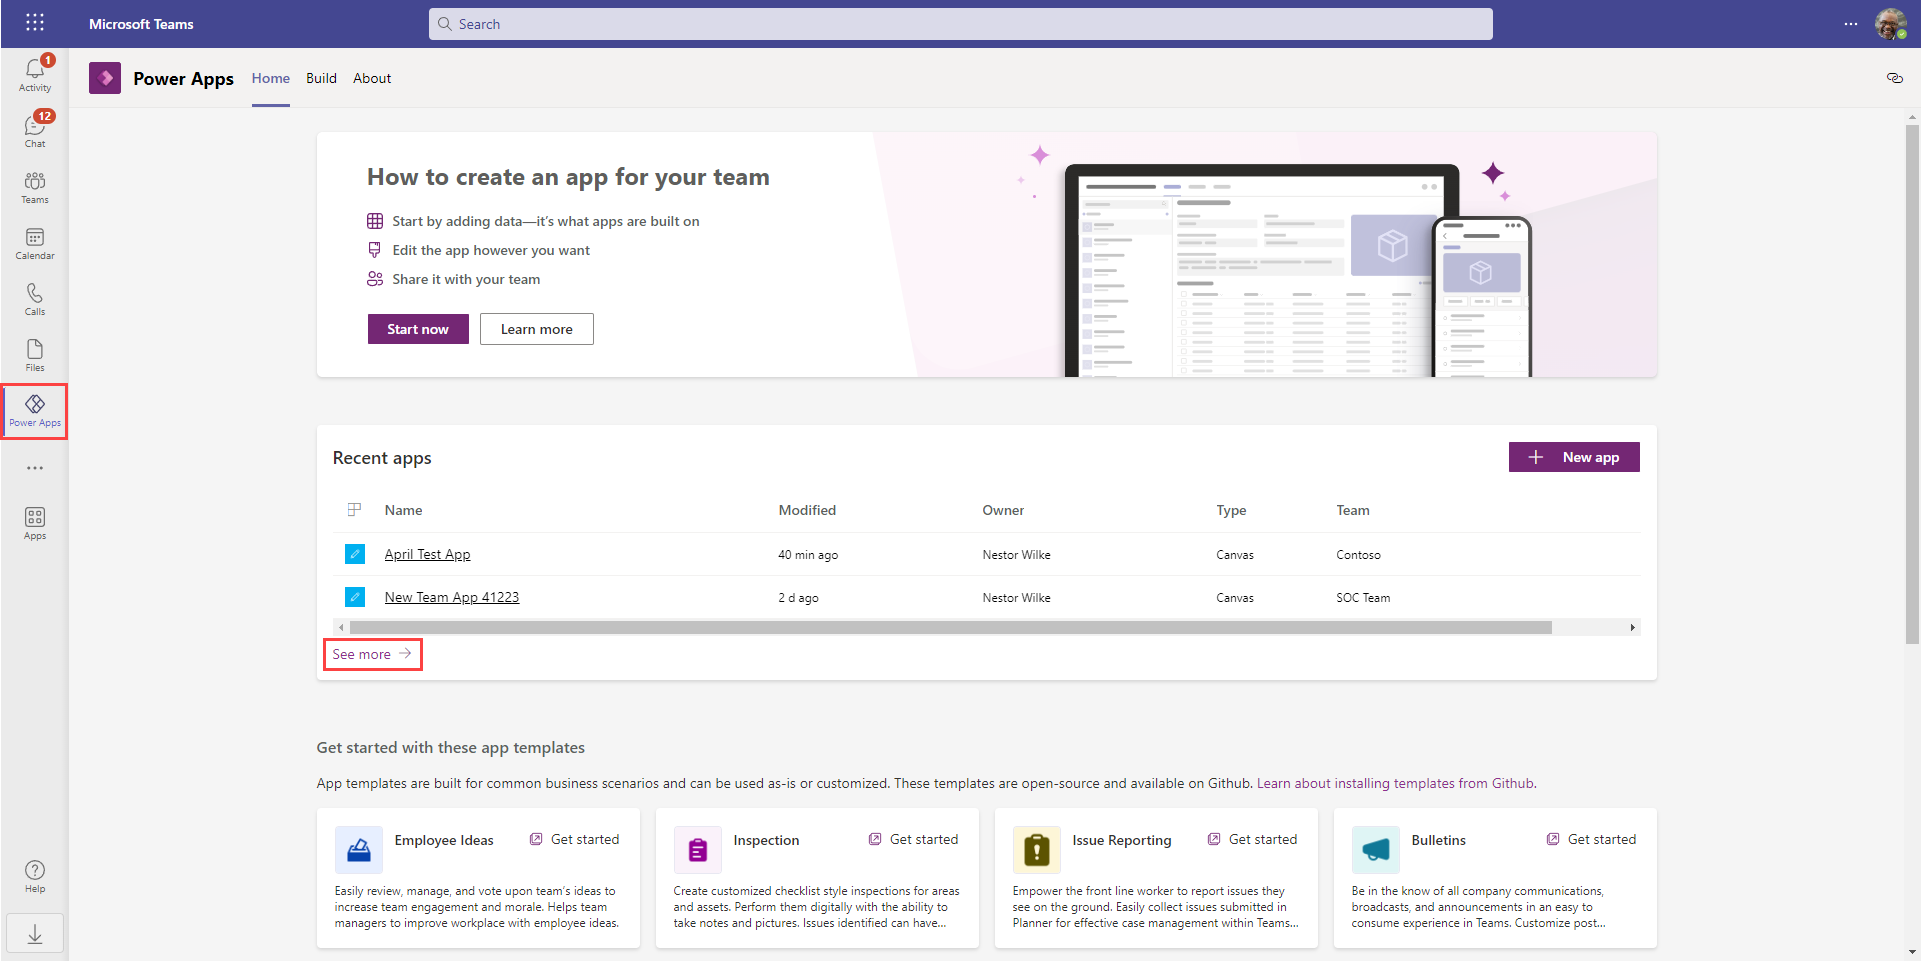 Microsoft Teams
Search
1
Activity
12
Chat
Teams
Calendar
Calls
Files
Power Apps
Apps
Help
Power Apps
Home
Build
About
How to create an app for your team
Start by adding data—it's what apps are built on
Edit the app however you want
Share it with your team
Start now
Learn more
Recent apps
New app
Name Modified Owner Type Team
April Test App 40 min ago Nestor Wilke Canvas Contoso
New Team App 41223 2 d ago Nestor Wilke Canvas SOC Team
See more
Get started with these app templates
App templates are built for common business scenarios and can be used as-is or customized. These templates are open-source and available on Github. Learn about installing templates from Github.
Employee Ideas
Get started
Easily review, manage, and vote upon team's ideas to
increase team engagement and morale. Helps team
managers to improve workplace with employee ideas.
Inspection
Get started
Create customized checklist style inspections for areas
and assets. Perform them digitally with the ability to
take notes and pictures. Issues identified can have...
Issue Reporting
Get started
Empower the front line worker to report issues they
see on the ground. Easily collect issues submitted in
Planner for effective case management within Teams...
Bulletins
Get started
Be in the know of all company communications,
broadcasts, and announcements in an easy to
consume experience in Teams. Customize post...